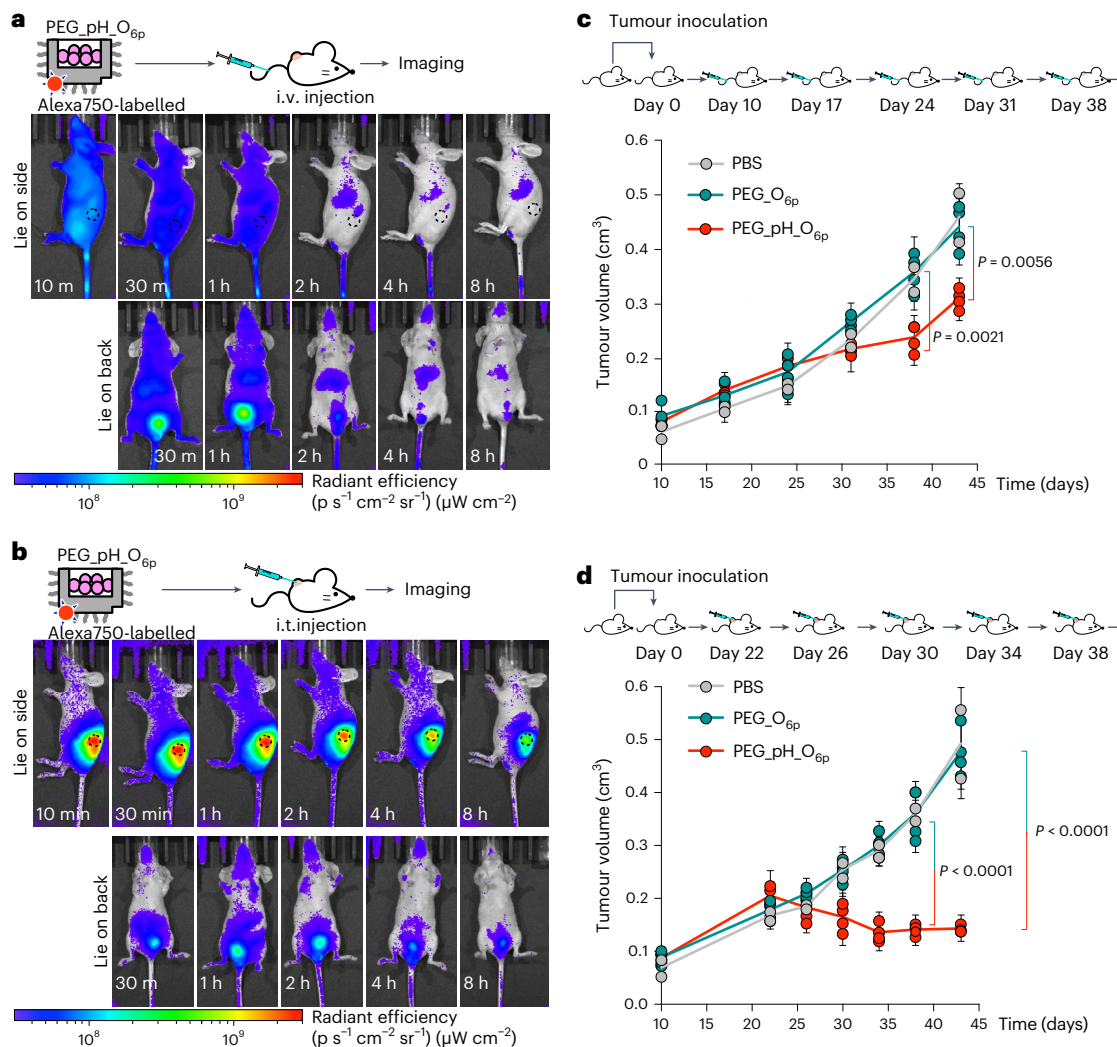 a
PEG_pH_O6p
Alexa750-labelled
i.v. injection
Imaging
Lie on side
10 m
30 m
1 h
2 h
4 h
8 h
Lie on back
30 m
1 h
2 h
4 h
8 h
10⁸
10⁹
Radiant efficiency
(p s⁻¹ cm⁻² sr⁻¹) (µW cm⁻²)
b
PEG_pH_O6p
Alexa750-labelled
i.t.injection
Imaging
Lie on side
10 min
30 min
1 h
2 h
4 h
8 h
Lie on back
30 m
1 h
2 h
4 h
8 h
10⁸
10⁹
Radiant efficiency
(p s⁻¹ cm⁻² sr⁻¹) (µW cm⁻²)
c
Tumour inoculation
Day 0
Day 10
Day 17
Day 24
Day 31
Day 38
Tumour volume (cm³)
0.6
0.5
0.4
0.3
0.2
0.1
0
PBS
PEG_O6p
PEG_pH_O6p
P = 0.0056
P = 0.0021
10
15
20
25
30
35
40
45
Time (days)
d
Tumour inoculation
Day 0
Day 22
Day 26
Day 30
Day 34
Day 38
Tumour volume (cm³)
0.6
0.5
0.4
0.3
0.2
0.1
0.0
PBS
PEG_O6p
PEG_pH_O6p
P < 0.0001
P < 0.0001
10
15
20
25
30
35
40
45
Time (days)